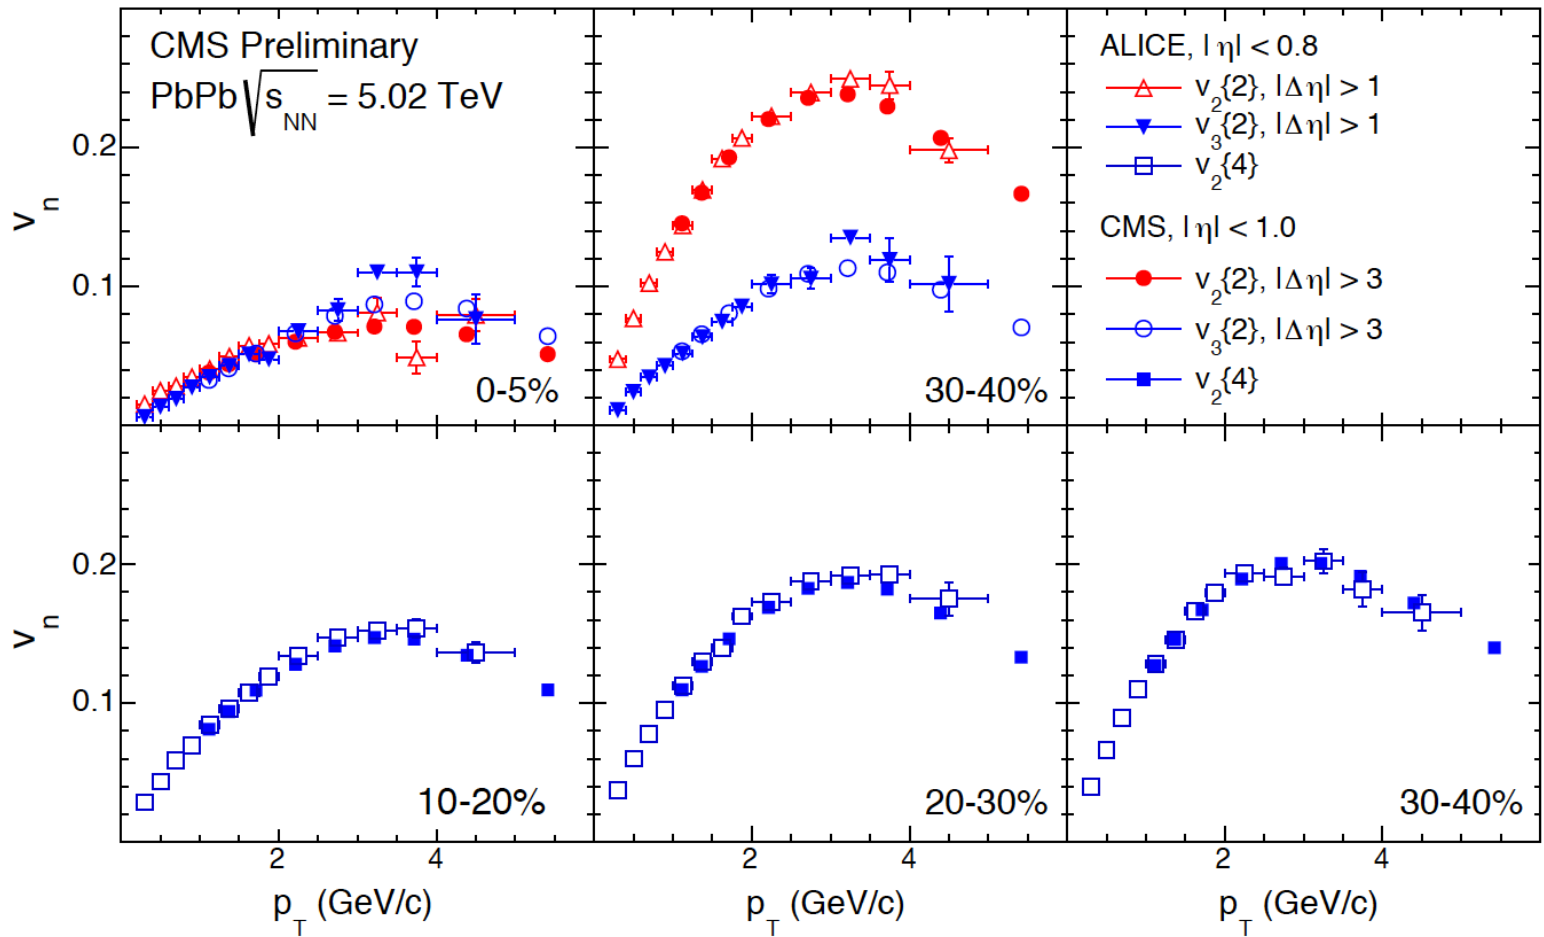 CMS Preliminary
PbPb √sNN = 5.02 TeV
0-5%
30-40%
ALICE, | η| < 0.8
v2{2}, |Δη| > 1
v3{2}, |Δη| > 1
v2{4}
CMS, | η| < 1.0
v2{2}, |Δη| > 3
v3{2}, |Δη| > 3
v2{4}
vn
0.2
0.1
10-20%
20-30%
30-40%
vn
0.2
0.1
2 4
2 4
2 4
pT (GeV/c)
pT (GeV/c)
pT (GeV/c)